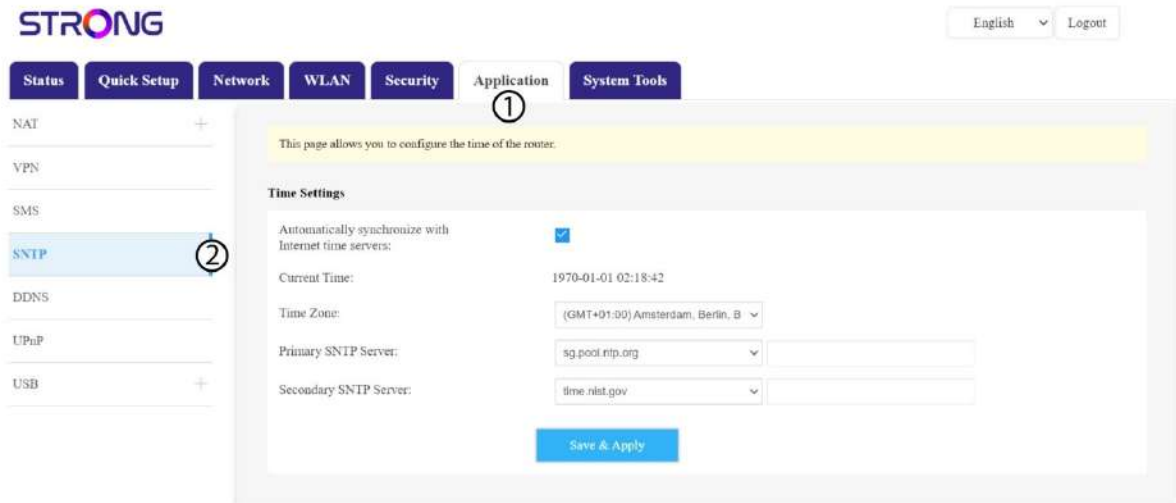 STRONG
English Logout
Status Quick Setup Network WLAN Security Application System Tools
①
NAT
VPN
SMS
SNTP
②
DDNS
UPnP
USB
This page allows you to configure the time of the router.
Time Settings
Automatically synchronize with
Internet time servers:
Current Time: 1970-01-01 02:18:42
Time Zone: (GMT+01:00) Amsterdam, Berlin, B
Primary SNTP Server: sg.pool.ntp.org
Secondary SNTP Server: time.nist.gov
Save & Apply